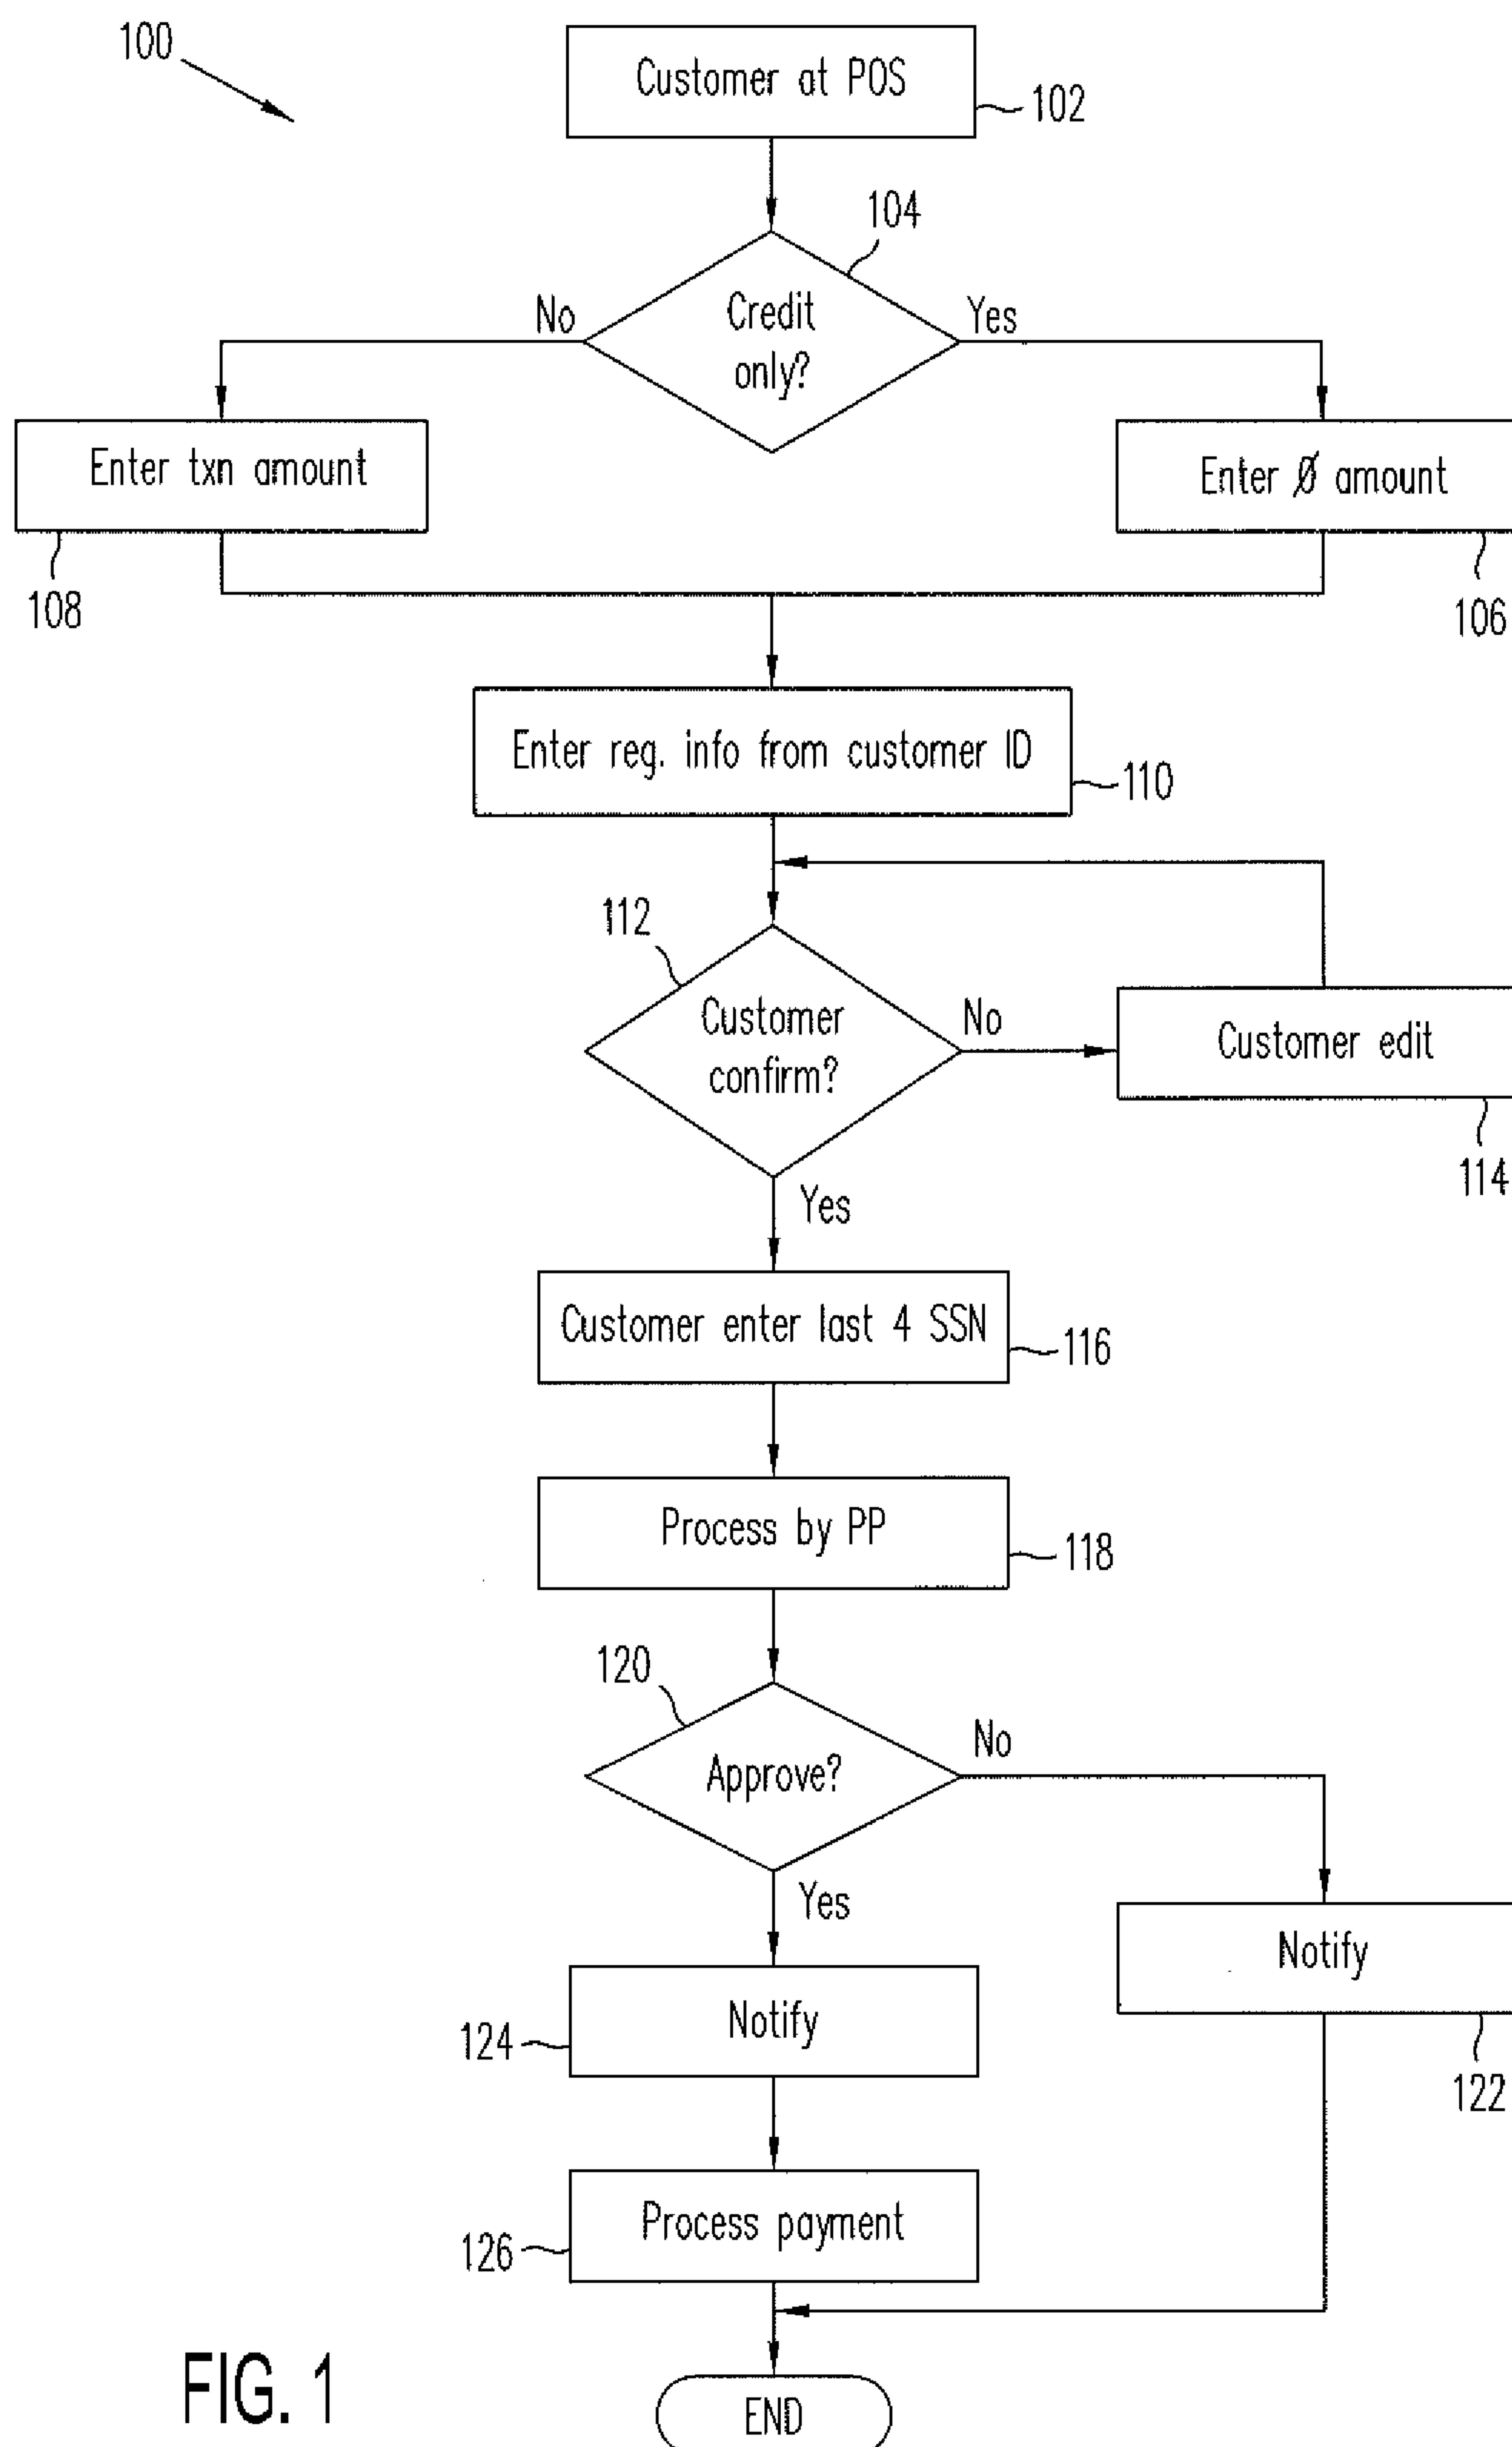 100
Customer at POS
102
104
Credit
only?
No
Yes
Enter txn amount
Enter Ø amount
108
106
Enter reg. info from customer ID
110
112
Customer
confirm?
No
Customer edit
114
Yes
Customer enter last 4 SSN
116
Process by PP
118
120
Approve?
No
Yes
Notify
122
Notify
124
Process payment
126
END
FIG. 1